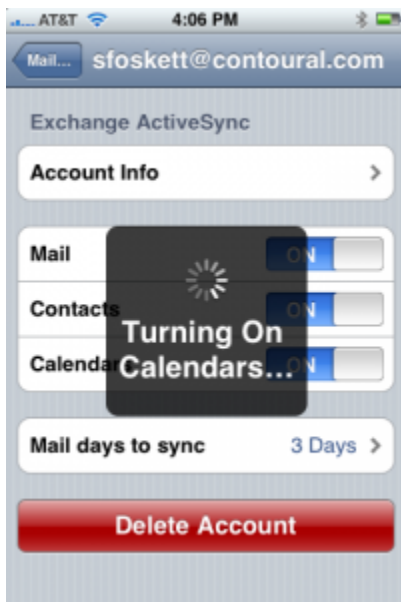 AT&T 4:06 PM
Mail... sfoskett@contoural.com
Exchange ActiveSync
Account Info
Mail ON
Contacts ON
Turning On
Calendars ON
Calendars...
Mail days to sync 3 Days
Delete Account